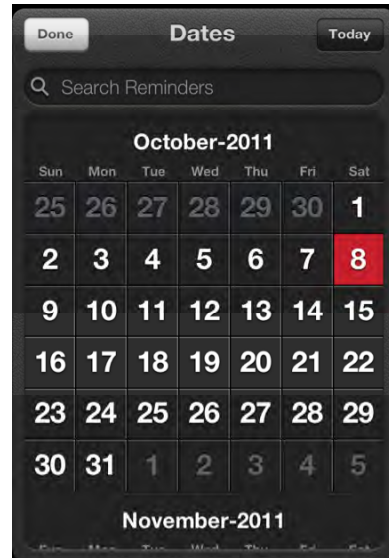 Done Dates Today
Search Reminders
October-2011
Sun Mon Tue Wed Thu Fri Sat
25 26 27 28 29 30 1
2 3 4 5 6 7 8
9 10 11 12 13 14 15
16 17 18 19 20 21 22
23 24 25 26 27 28 29
30 31 1 2 3 4 5
November-2011